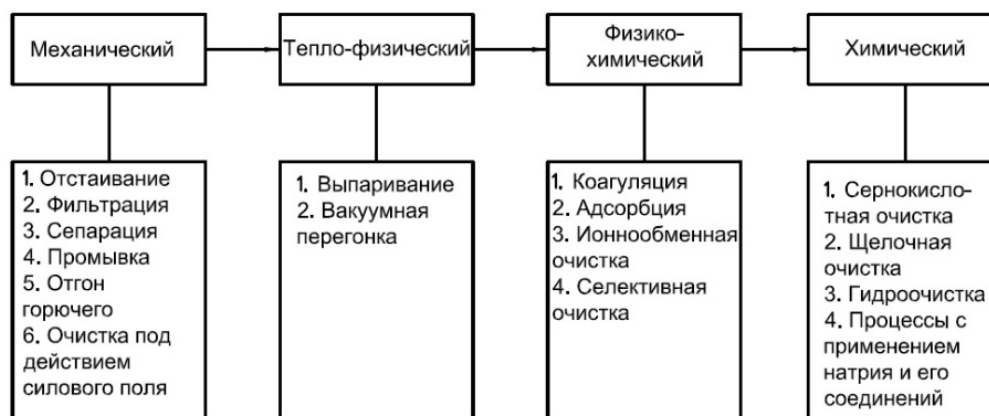 Механический
Тепло-физический
Физико-
химический
Химический
1. Отстаивание
2. Фильтрация
3. Сепарация
4. Промывка
5. Отгон
горючего
6. Очистка под
действием
силового поля
1. Выпаривание
2. Вакуумная
перегонка
1. Коагуляция
2. Адсорбция
3. Ионнообменная
очистка
4. Селективная
очистка
1. Сернокисло-
тная очистка
2. Щелочная
очистка
3. Гидроочистка
4. Процессы с
применением
натрия и его
соединений